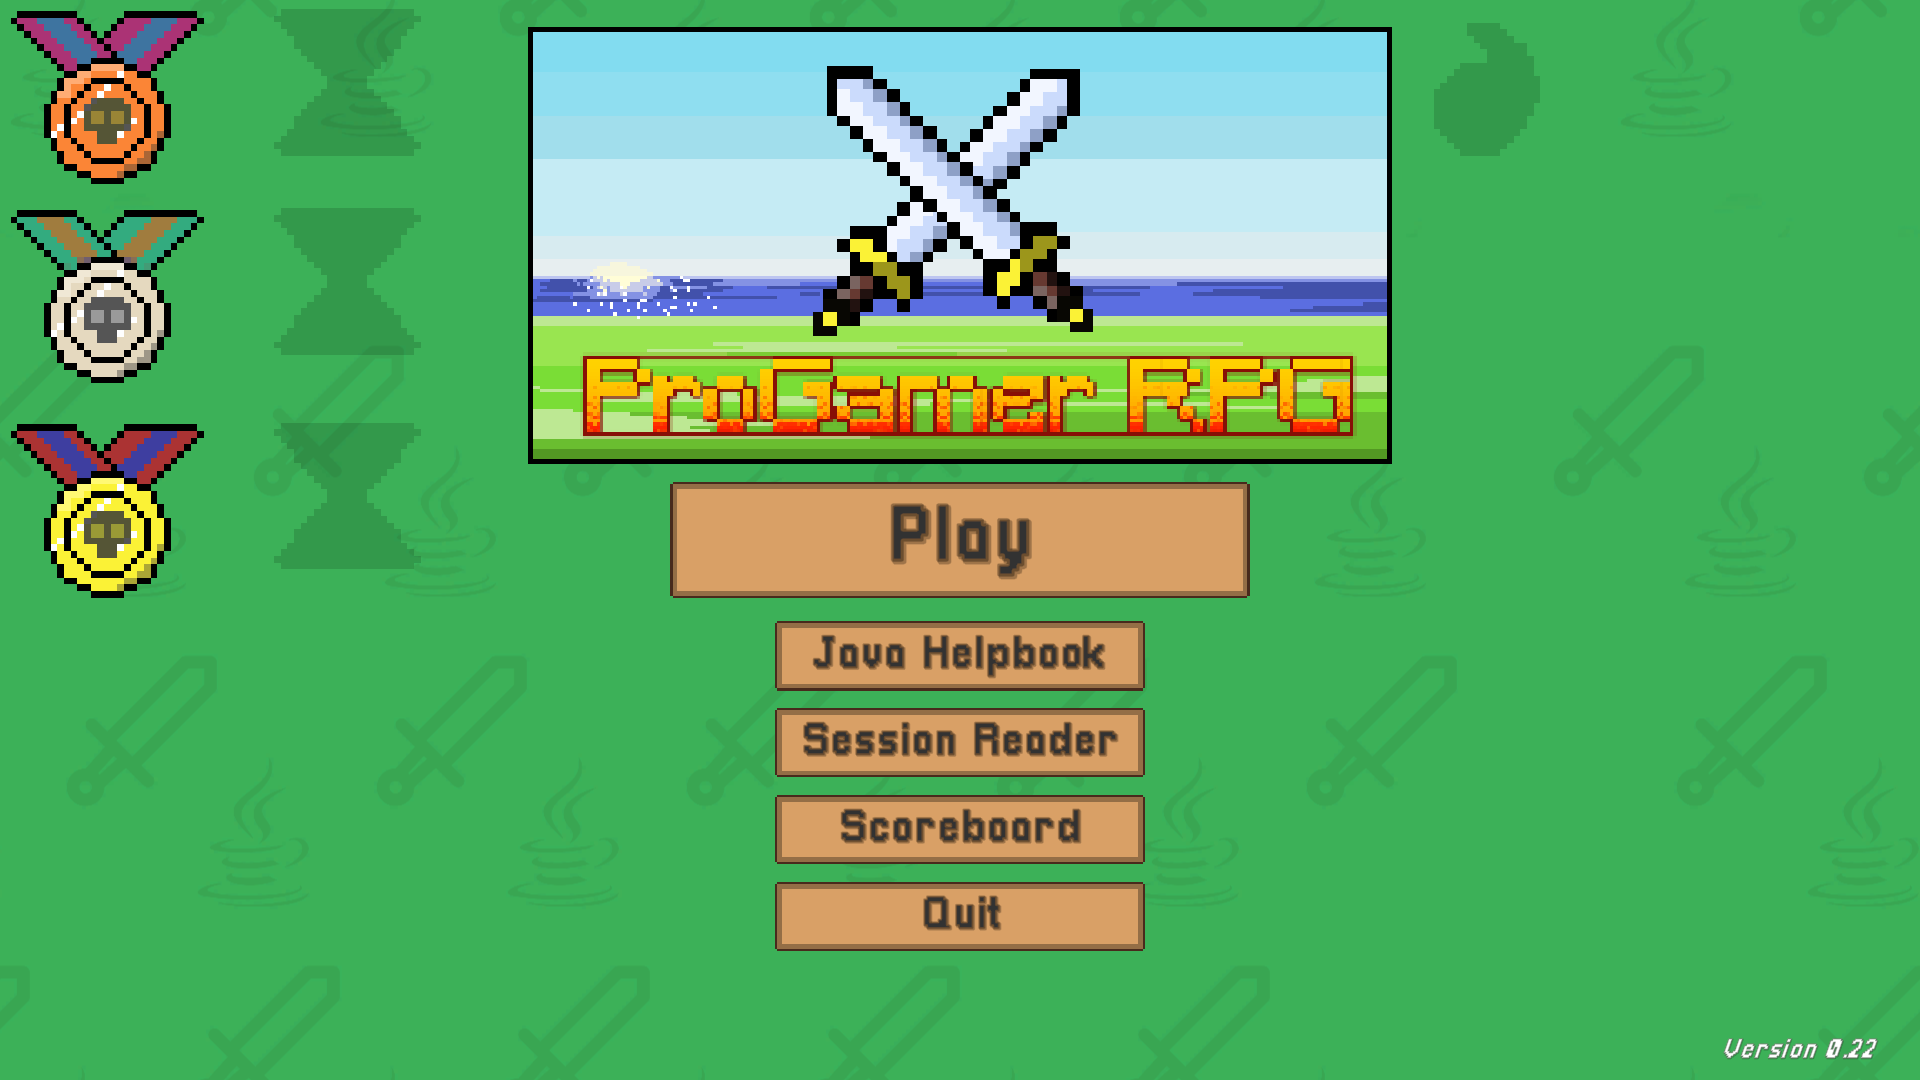 ProGamer RPG
Play
Java Helpbook
Session Reader
Scoreboard
Quit
Version 0.22